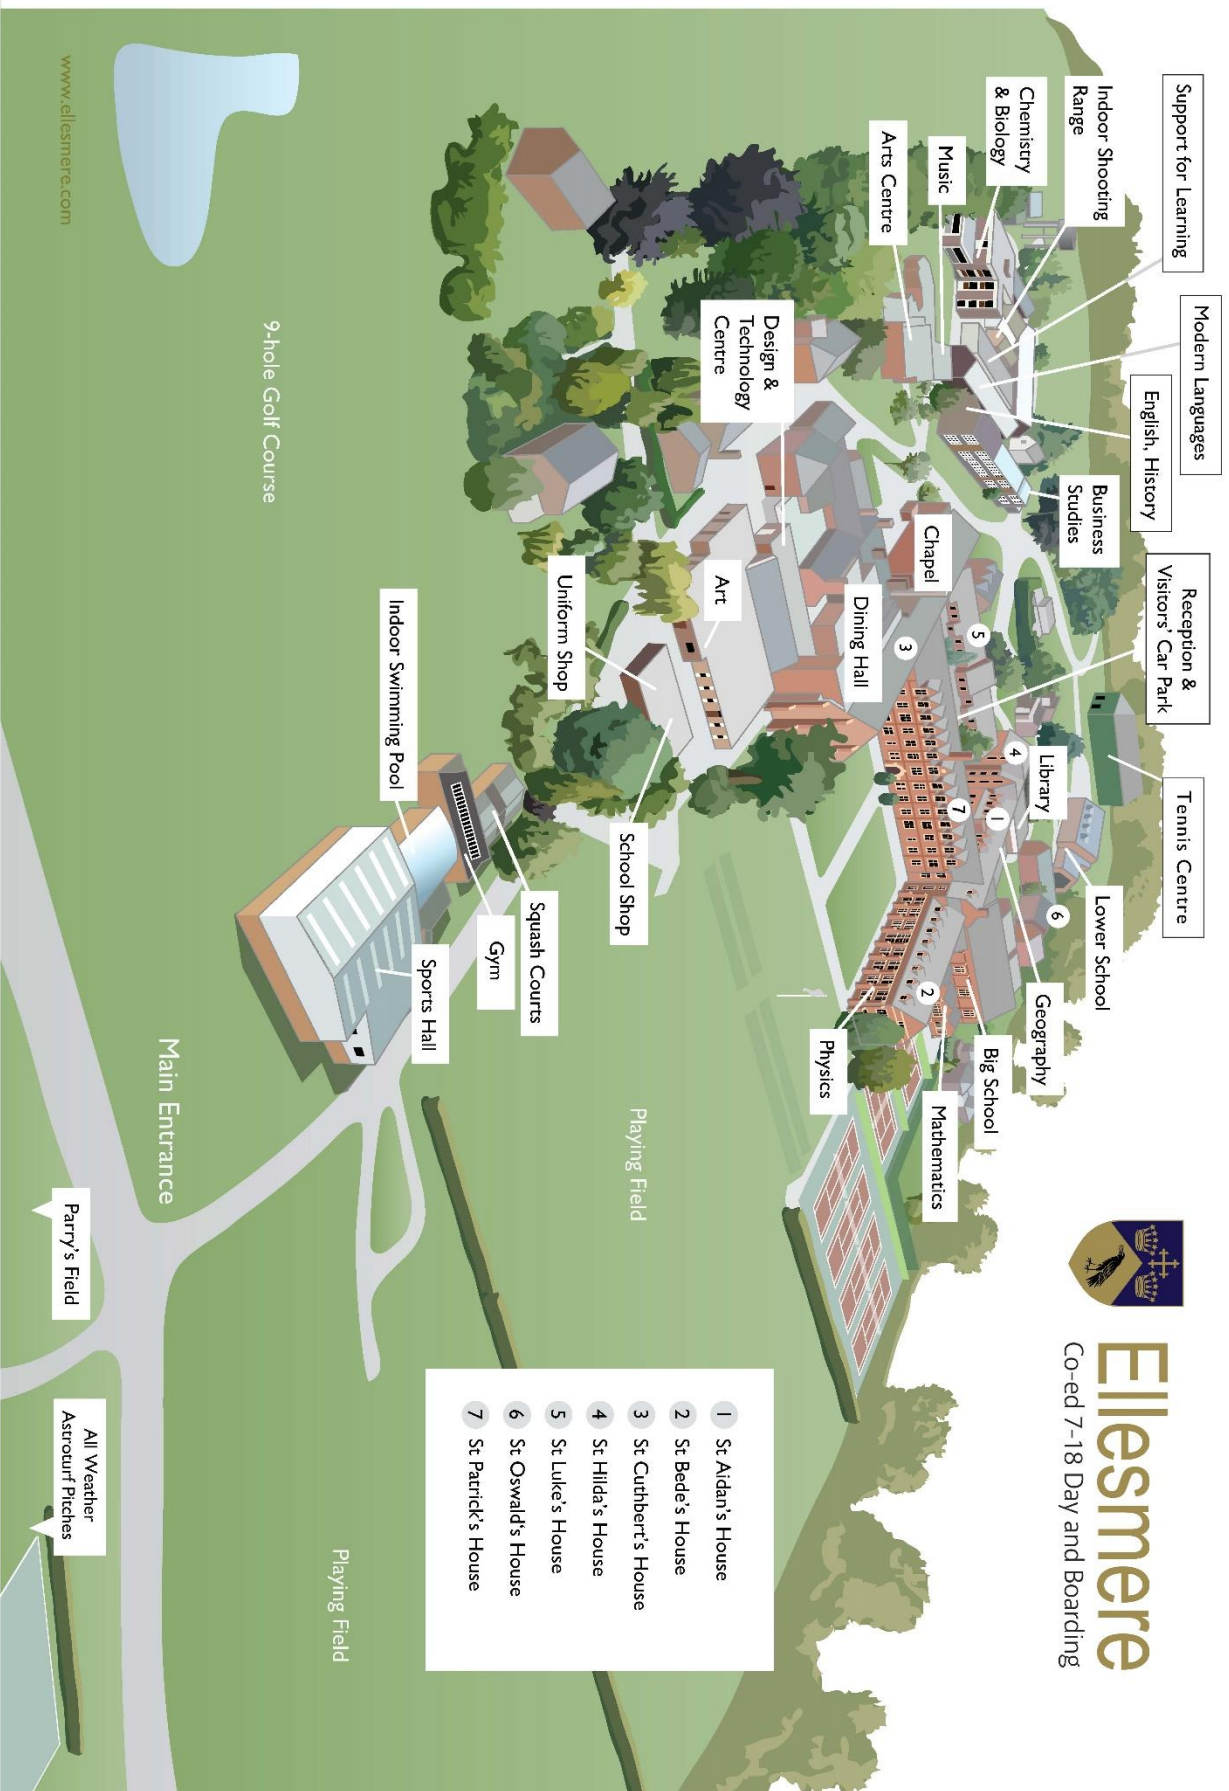 Ellesmere
Co-ed 7-18 Day and Boarding
Support for Learning
Modern Languages
Reception &
Visitors' Car Park
Tennis Centre
Indoor Shooting
Range
English, History
Chemistry
& Biology
Business
Studies
Library
Lower School
Music
Geography
Arts Centre
Chapel
Big School
Mathematics
Design &
Technology
Centre
Dining Hall
Physics
Art
Uniform Shop
School Shop
Squash Courts
Gym
Indoor Swimming Pool
Sports Hall
5
3
4
1
7
6
2
Playing Field
1 St Aidan's House
2 St Bede's House
3 St Cuthbert's House
4 St Hilda's House
5 St Luke's House
6 St Oswald's House
7 St Patrick's House
9-hole Golf Course
Main Entrance
Playing Field
Parry's Field
All Weather
Astroturf Pitches
www.ellesmere.com